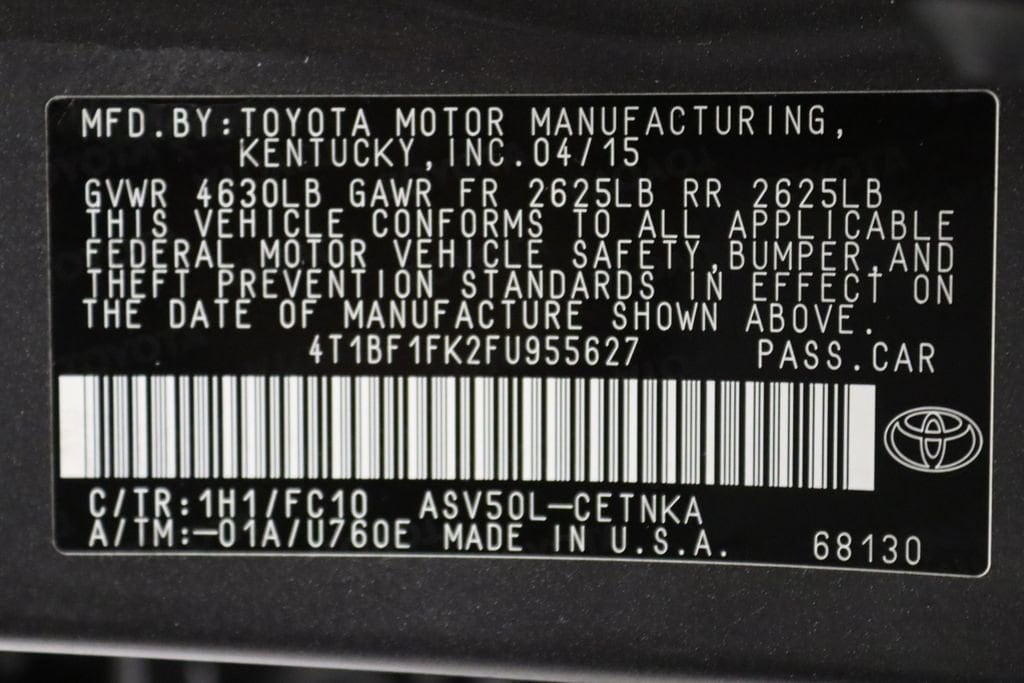 MFD.BY:TOYOTA MOTOR MANUFACTURING,
KENTUCKY,INC.04/15
GVWR 4630LB GAWR FR 2625LB RR 2625LB
THIS VEHICLE CONFORMS TO ALL APPLICABLE
FEDERAL MOTOR VEHICLE SAFETY,BUMPER,AND
THEFT PREVENTION STANDARDS IN EFFECT ON
THE DATE OF MANUFACTURE SHOWN ABOVE.
4T1BF1FK2FU955627 PASS.CAR
C/TR:1H1/FC10 ASV50L-CETNKA
A/TM:-01A/U760E MADE IN U.S.A. 68130